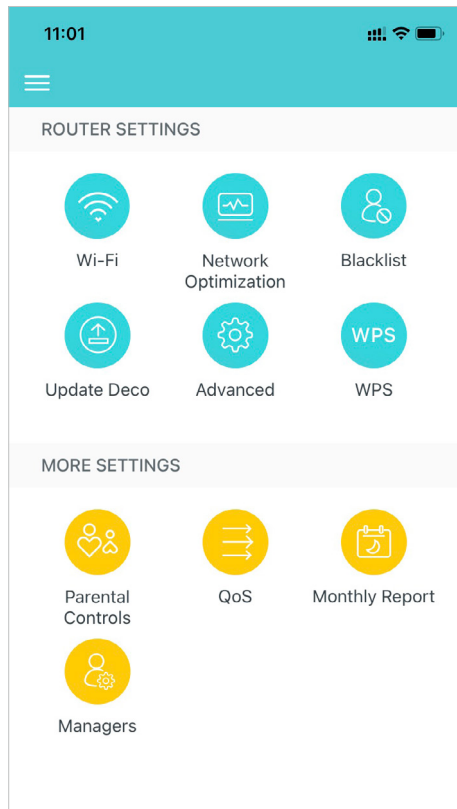 11:01
ROUTER SETTINGS
Wi-Fi
Network
Optimization
Blacklist
Update Deco
Advanced
WPS
WPS
MORE SETTINGS
Parental
Controls
QoS
Monthly Report
Managers